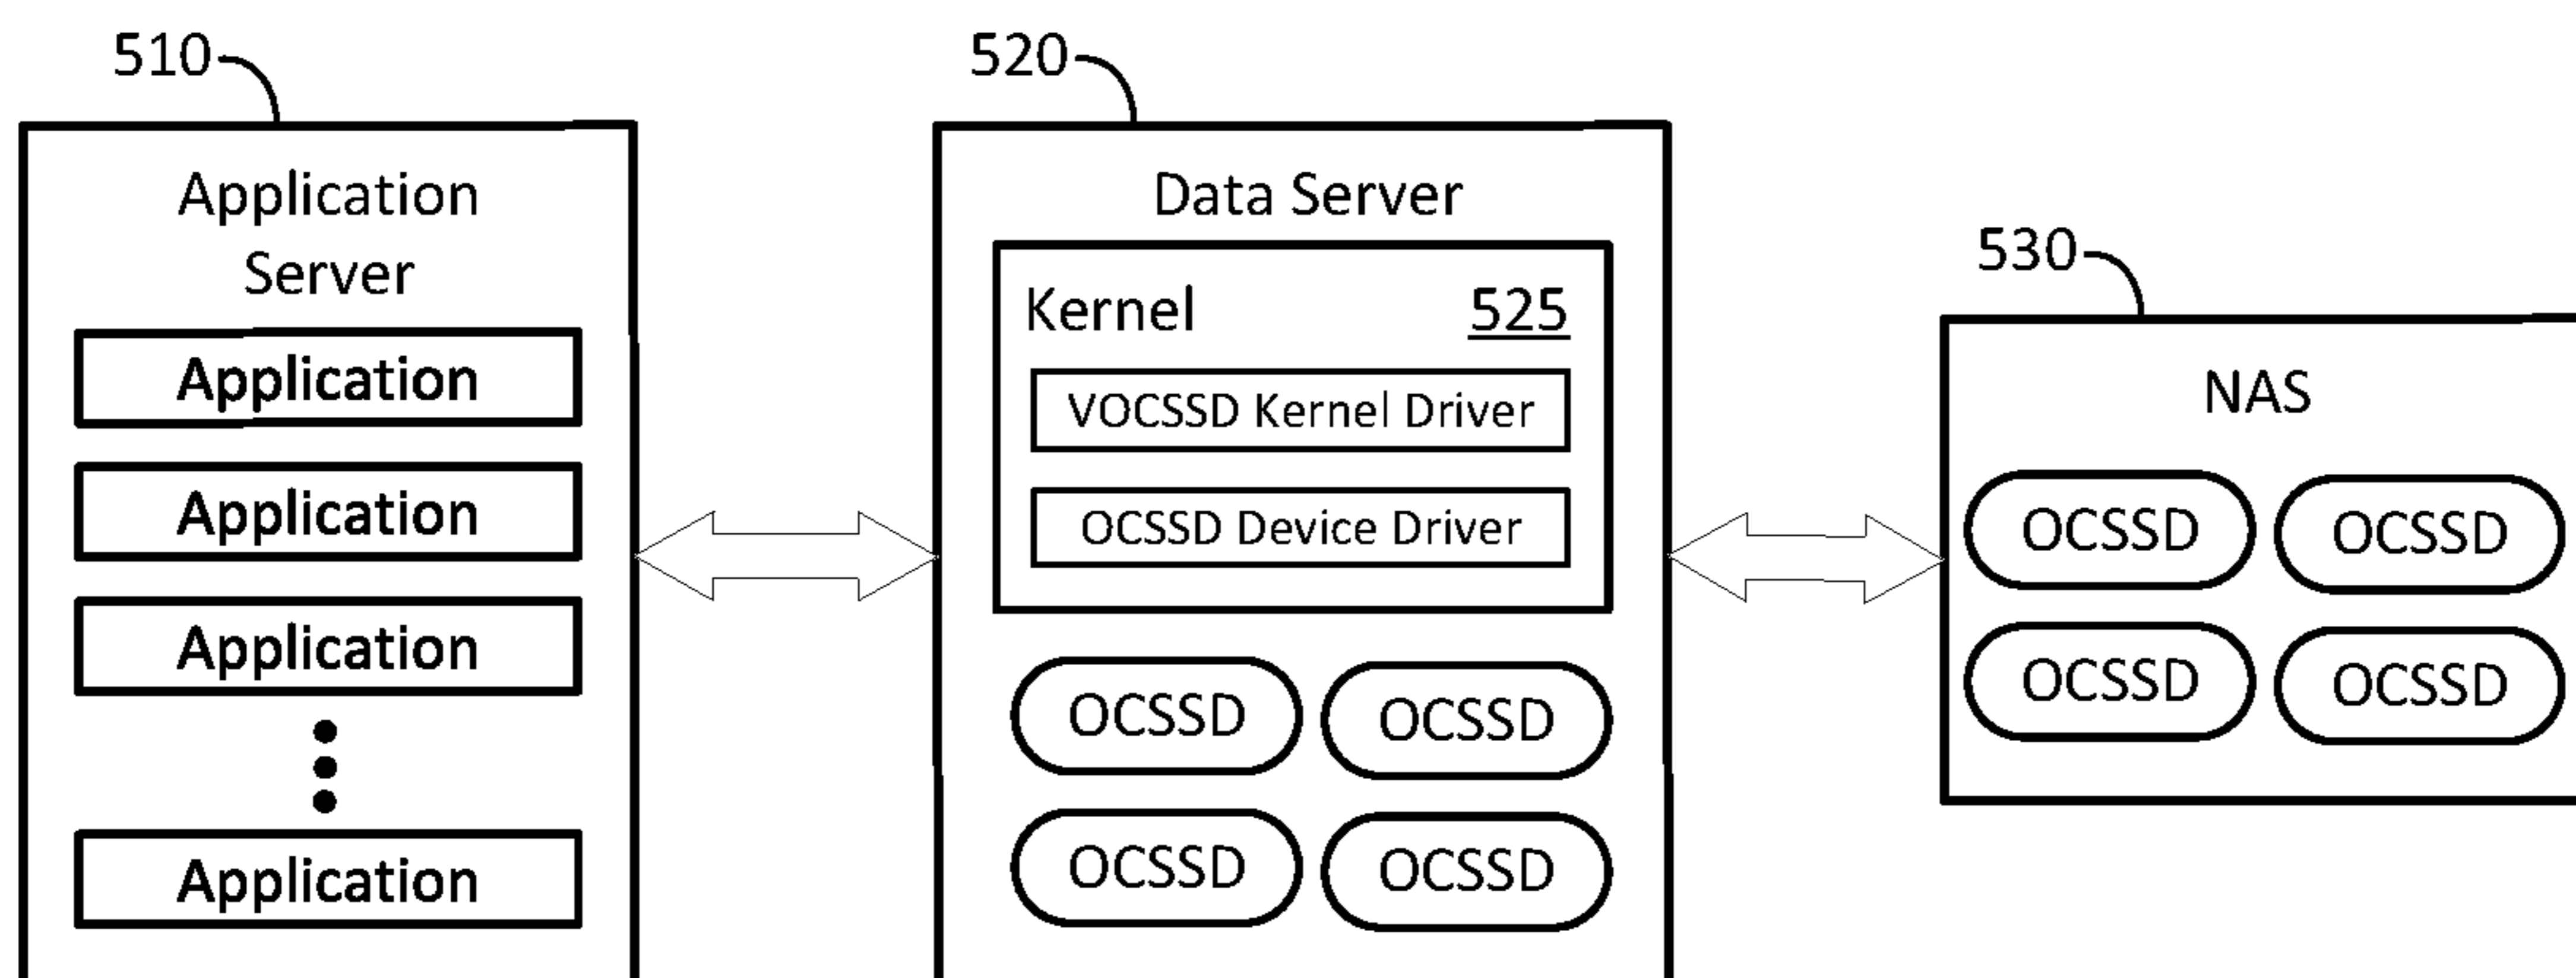 510
Application
Server
Application
Application
Application
Application
520
Data Server
Kernel 525
VOCSSD Kernel Driver
OCSSD Device Driver
OCSSD OCSSD
OCSSD OCSSD
530
NAS
OCSSD OCSSD
OCSSD OCSSD